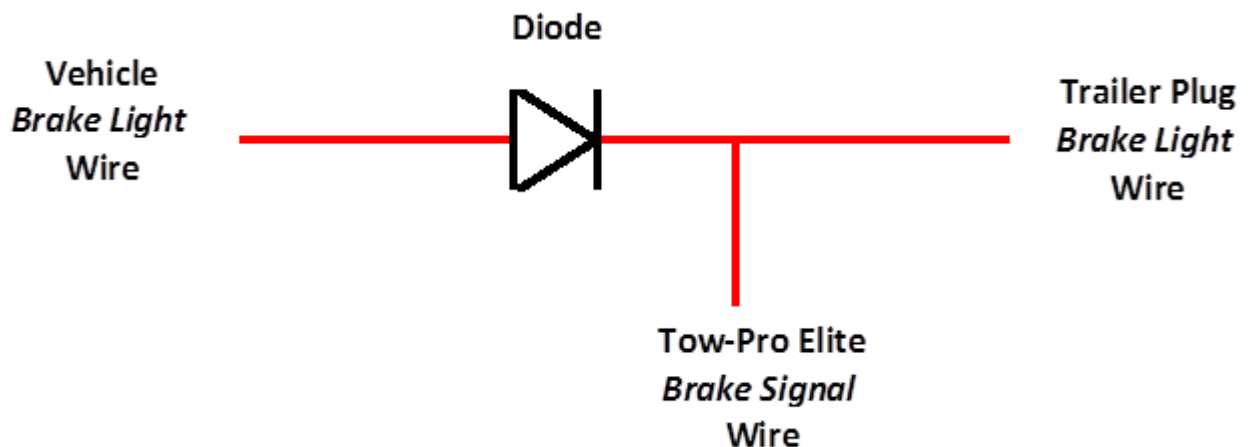 Diode
Vehicle
Brake Light
Wire
Trailer Plug
Brake Light
Wire
Tow-Pro Elite
Brake Signal
Wire